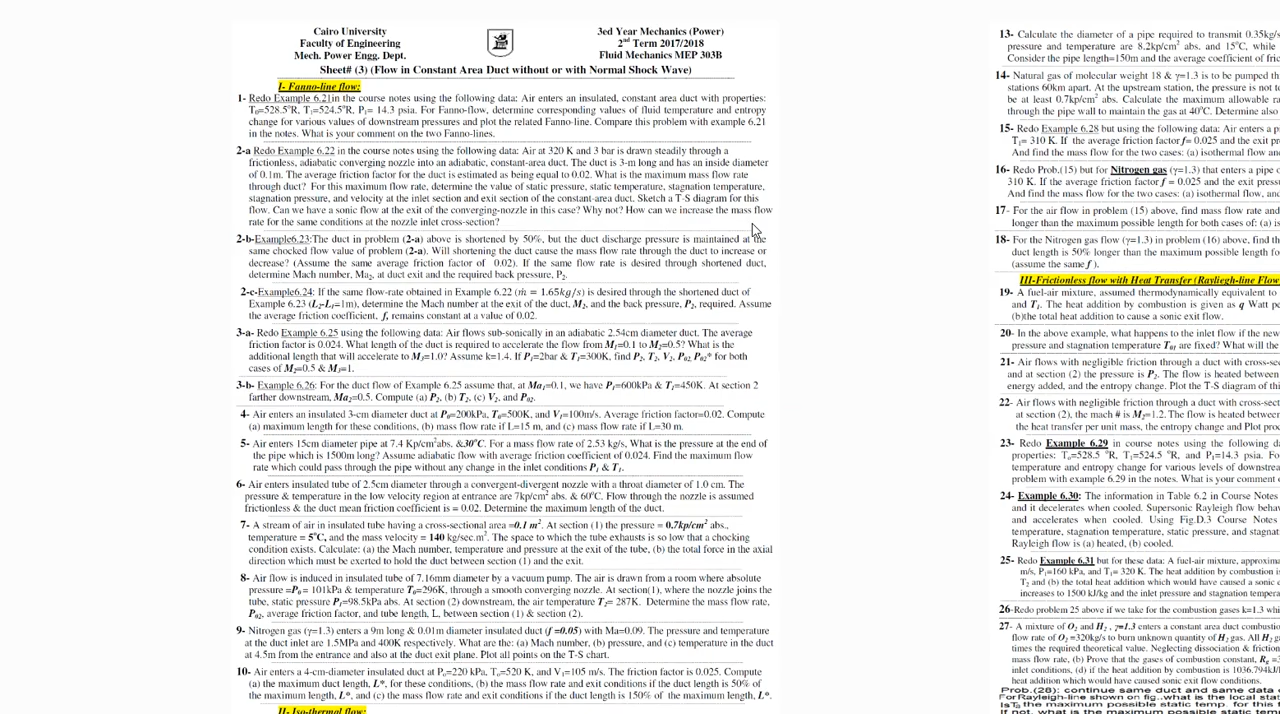 Cairo University
Faculty of Engineering
Mech. Power Engg. Dept.
3ed Year Mechanics (Power)
2nd Term 2017/2018
Fluid Mechanics MEP 303B
Sheet# (3) (Flow in Constant Area Duct without or with Normal Shock Wave)
I- Fanno-line flow:
1- Redo Example 6.21in the course notes using the following data: Air enters an insulated, constant area duct with properties:
T0=528.5°R, T1=524.5°R, P1= 14.3 psia. For Fanno-flow, determine corresponding values of fluid temperature and entropy
change for various values of downstream pressures and plot the related Fanno-line. Compare this problem with example 6.21
in the notes. What is your comment on the two Fanno-lines.
2-a Redo Example 6.22 in the course notes using the following data: Air at 320 K and 3 bar is drawn steadily through a
frictionless, adiabatic converging nozzle into an adiabatic, constant-area duct. The duct is 3-m long and has an inside diameter
of 0.1m. The average friction factor for the duct is estimated as being equal to 0.02. What is the maximum mass flow rate
through duct? For this maximum flow rate, determine the value of static pressure, static temperature, stagnation temperature,
stagnation pressure, and velocity at the inlet section and exit section of the constant-area duct. Sketch a T-S diagram for this
flow. Can we have a sonic flow at the exit of the converging-nozzle in this case? Why not? How can we increase the mass flow
rate for the same conditions at the nozzle inlet cross-section?
2-b-Example6.23:The duct in problem (2-a) above is shortened by 50%, but the duct discharge pressure is maintained at the
same chocked flow value of problem (2-a). Will shortening the duct cause the mass flow rate through the duct to increase or
decrease? (Assume the same average friction factor of 0.02). If the same flow rate is desired through shortened duct,
determine Mach number, Ma2, at duct exit and the required back pressure, P2.
2-c-Example6.24: If the same flow-rate obtained in Example 6.22 (ṁ = 1.65kg/s) is desired through the shortened duct of
Example 6.23 (L2-L1=1m), determine the Mach number at the exit of the duct, M2, and the back pressure, P2, required. Assume
the average friction coefficient, f, remains constant at a value of 0.02.
3-a- Redo Example 6.25 using the following data: Air flows sub-sonically in an adiabatic 2.54cm diameter duct. The average
friction factor is 0.024. What length of the duct is required to accelerate the flow from M1=0.1 to M2=0.5? What is the
additional length that will accelerate to M3=1.0? Assume k=1.4. If P1=2bar & T1=300K, find P2, T2, V2, P02, P02* for both
cases of M2=0.5 & M3=1.
3-b- Example 6.26: For the duct flow of Example 6.25 assume that, at Ma1=0.1, we have P1=600kPa & T1=450K. At section 2
farther downstream, Ma2=0.5. Compute (a) P2, (b) T2, (c) V2, and P02.
4- Air enters an insulated 3-cm diameter duct at P0=200kPa, T0=500K, and V1=100m/s. Average friction factor=0.02. Compute
(a) maximum duct length for these conditions, (b) mass flow rate if L=15 m, and (c) mass flow rate if L=30 m.
5- Air enters 15cm diameter pipe at 7.4 Kp/cm2abs. &30°C. For a mass flow rate of 2.53 kg/s, What is the pressure at the end of
the pipe which is 1500m long? Assume adiabatic flow with average friction coefficient of 0.024. Find the maximum flow
rate which could pass through the pipe without any change in the inlet conditions P1 & T1.
6- Air enters insulated tube of 2.5cm diameter through a convergent-divergent nozzle with a throat diameter of 1.0 cm. The
pressure & temperature in the low velocity region at entrance are 7kp/cm2 abs. & 60°C. Flow through the nozzle is assumed
frictionless & the duct mean friction coefficient is = 0.02. Determine the maximum length of the duct.
7- A stream of air in insulated tube having a cross-sectional area =0.1 m2. At section (1) the pressure = 0.7kp/cm2 abs.,
temperature = 5°C, and the mass velocity = 140 kg/sec.m2. The space to which the tube exhausts is so low that a chocking
condition exists. Calculate: (a) the Mach number, temperature and pressure at the exit of the tube, (b) the total force in the axial
direction which must be exerted to hold the duct between section (1) and the exit.
8- Air flow is induced in insulated tube of 7.16mm diameter by a vacuum pump. The air is drawn from a room where absolute
pressure =P0= 101kPa & temperature T0=296K, through a smooth converging nozzle. At section(1), where the nozzle joins the
tube, static pressure P1=98.5kPa abs. At section (2) downstream, the air temperature T2= 287K. Determine the mass flow rate,
P02, average friction factor, and tube length, L, between section (1) & section (2).
9- Nitrogen gas (γ=1.3) enters a 9m long & 0.01m diameter insulated duct (f =0.05) with Ma=0.09. The pressure and temperature
at the duct inlet are 1.5MPa and 400K respectively. What are the: (a) Mach number, (b) pressure, and (c) temperature in the duct
at 4.5m from the entrance and also at the duct exit plane. Plot all points on the T-S chart.
10- Air enters a 4-cm-diameter insulated duct at Po=220 kPa, To=520 K, and V1=105 m/s. The friction factor is 0.025. Compute
(a) the maximum duct length, L*, for these conditions, (b) the mass flow rate and exit conditions if the duct length is 50% of
the maximum length, L*, and (c) the mass flow rate and exit conditions if the duct length is 150% of the maximum length, L*.
II- Iso-thermal flow:
13- Calculate the diameter of a pipe required to transmit 0.35kg/s
pressure and temperature are 8.2kp/cm2 abs. and 15°C, while
Consider the pipe length=150m and the average coefficient of fric
14- Natural gas of molecular weight 18 & γ=1.3 is to be pumped th
stations 60km apart. At the upstream station, the pressure is not to
be at least 0.7kp/cm2 abs. Calculate the maximum allowable ra
through the pipe wall to maintain the gas at 40°C. Determine also
15- Redo Example 6.28 but using the following data: Air enters a p
T1= 310 K. If the average friction factor f= 0.025 and the exit pre
And find the mass flow for the two cases: (a) isothermal flow, and
16- Redo Prob.(15) but for Nitrogen gas (γ=1.3) that enters a pipe o
310 K. If the average friction factor f = 0.025 and the exit press
And find the mass flow for the two cases: (a) isothermal flow, and
17- For the air flow in problem (15) above, find mass flow rate and
longer than the maximum possible length for both cases of: (a) is
18- For the Nitrogen gas flow (γ=1.3) in problem (16) above, find th
duct length is 50% longer than the maximum possible length fo
(assume the same f ).
III-Frictionless flow with Heat Transfer (Rayliegh-line Flow
19- A fuel-air mixture, assumed thermodynamically equivalent to
and T1. The heat addition by combustion is given as q Watt pe
(b)the total heat addition to cause a sonic exit flow.
20- In the above example, what happens to the inlet flow if the new
pressure and stagnation temperature T01 are fixed? What will the
21- Air flows with negligible friction through a duct with cross-sect
and at section (2) the pressure is P2. The flow is heated between
energy added, and the entropy change. Plot the T-S diagram of thi
22- Air flows with negligible friction through a duct with cross-sect
at section (2), the mach # is M2=1.2. The flow is heated between
the heat transfer per unit mass, the entropy change and Plot proc
23- Redo Example 6.29 in course notes using the following da
properties: To=528.5 °R, T1=524.5 °R, and P1=14.3 psia. Fo
temperature and entropy change for various levels of downstream
problem with example 6.29 in the notes. What is your comment o
24- Example 6.30: The information in Table 6.2 in Course Notes
and it decelerates when cooled. Supersonic Rayleigh flow behav
and accelerates when cooled. Using Fig.D.3 Course Notes
temperature, stagnation temperature, static pressure, and stagnat
Rayleigh flow is (a) heated, (b) cooled.
25- Redo Example 6.31 but for these data: A fuel-air mixture, approxima
m/s, P1=160 kPa, and T1= 320 K. The heat addition by combustion is
T2 and (b) the total heat addition which would have caused a sonic e
increases to 1500 kJ/kg and the inlet pressure and stagnation tempera
26-Redo problem 25 above if we take for the combustion gases k=1.3 whi
27- A mixture of O2 and H2 , γ=1.3 enters a constant area duct combustor
flow rate of O2 =320kg/s to burn unknown quantity of H2 gas. All H2 g
times the required theoretical value. Neglecting dissociation & friction
mass flow rate, (b) Prove that the gases of combustion constant, Rg =3
inlet conditions, (d) if the heat addition by combustion is 1036.794kJ/
heat addition which would have caused sonic exit flow conditions.
Prob.(28): continue same duct and same data o
For Rayleigh-line shown on fig..what is the local stat
Is T0 the maximum possible static temp. for this
If not, what is the maximum possible static temp